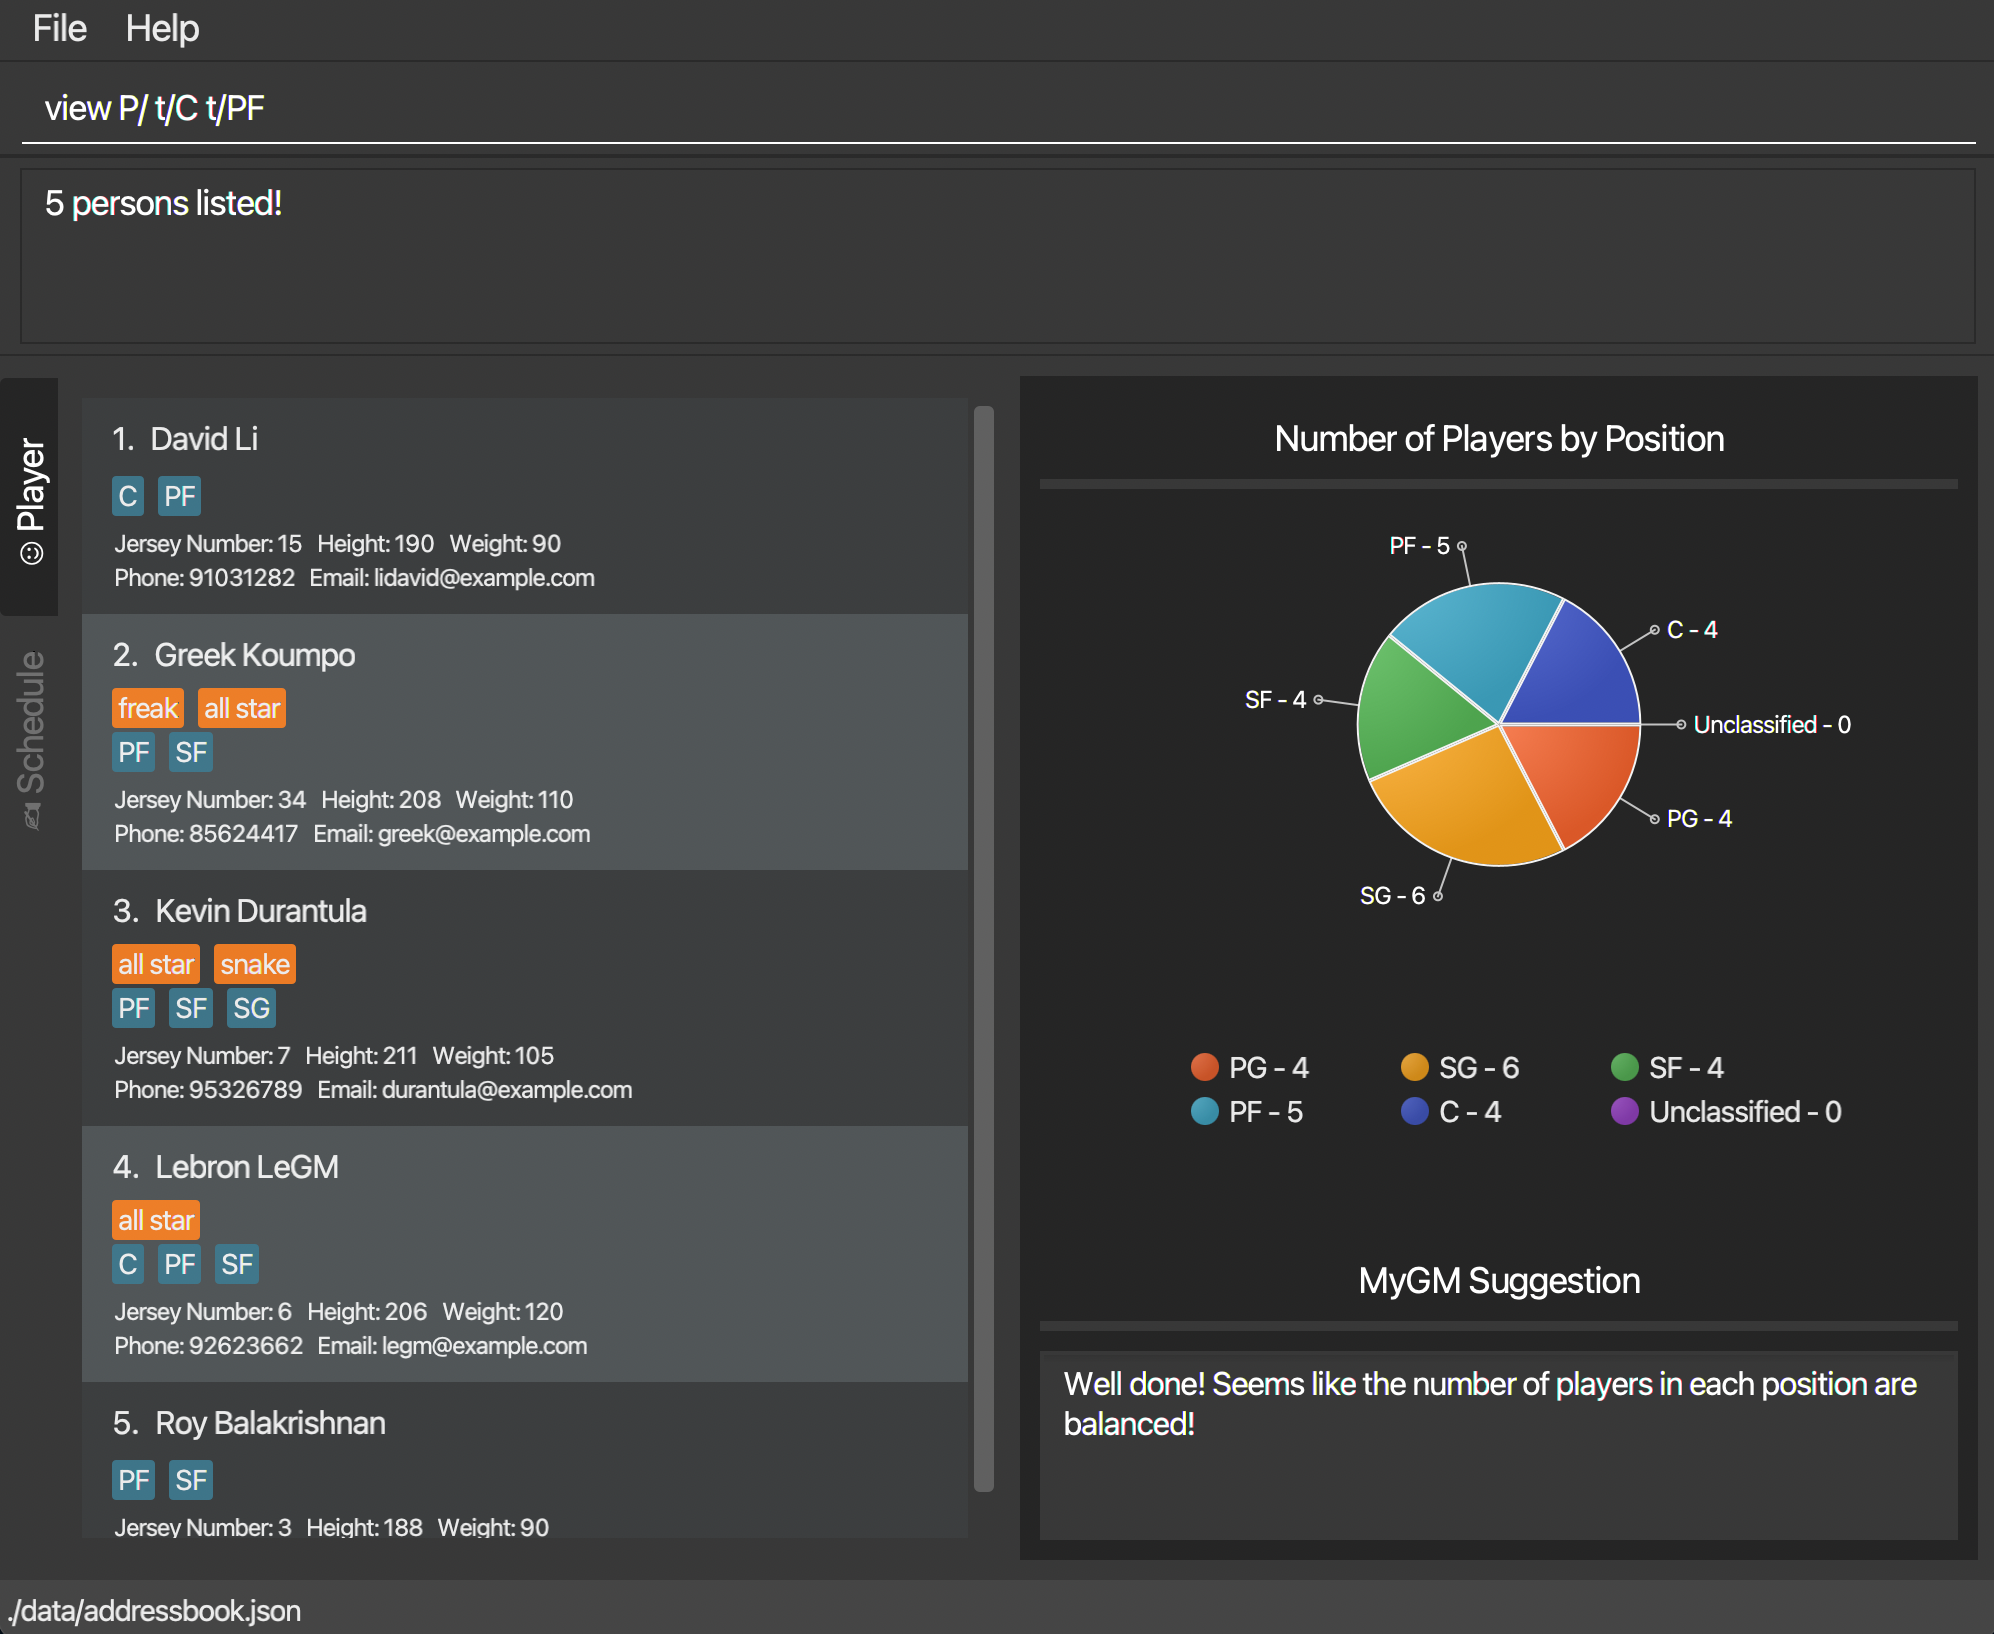 File Help
view P/ t/C t/PF
5 persons listed!
Player
Schedule
1. David Li
C PF
Jersey Number: 15 Height: 190 Weight: 90
Phone: 91031282 Email: lidavid@example.com
2. Greek Koumpo
freak all star
PF SF
Jersey Number: 34 Height: 208 Weight: 110
Phone: 85624417 Email: greek@example.com
3. Kevin Durantula
all star snake
PF SF SG
Jersey Number: 7 Height: 211 Weight: 105
Phone: 95326789 Email: durantula@example.com
4. Lebron LeGM
all star
C PF SF
Jersey Number: 6 Height: 206 Weight: 120
Phone: 92623662 Email: legm@example.com
5. Roy Balakrishnan
PF SF
Jersey Number: 3 Height: 188 Weight: 90
Number of Players by Position
PF - 5
C - 4
SF - 4
Unclassified - 0
PG - 4
SG - 6
PG - 4 SG - 6 SF - 4
PF - 5 C - 4 Unclassified - 0
MyGM Suggestion
Well done! Seems like the number of players in each position are
balanced!
./data/addressbook.json